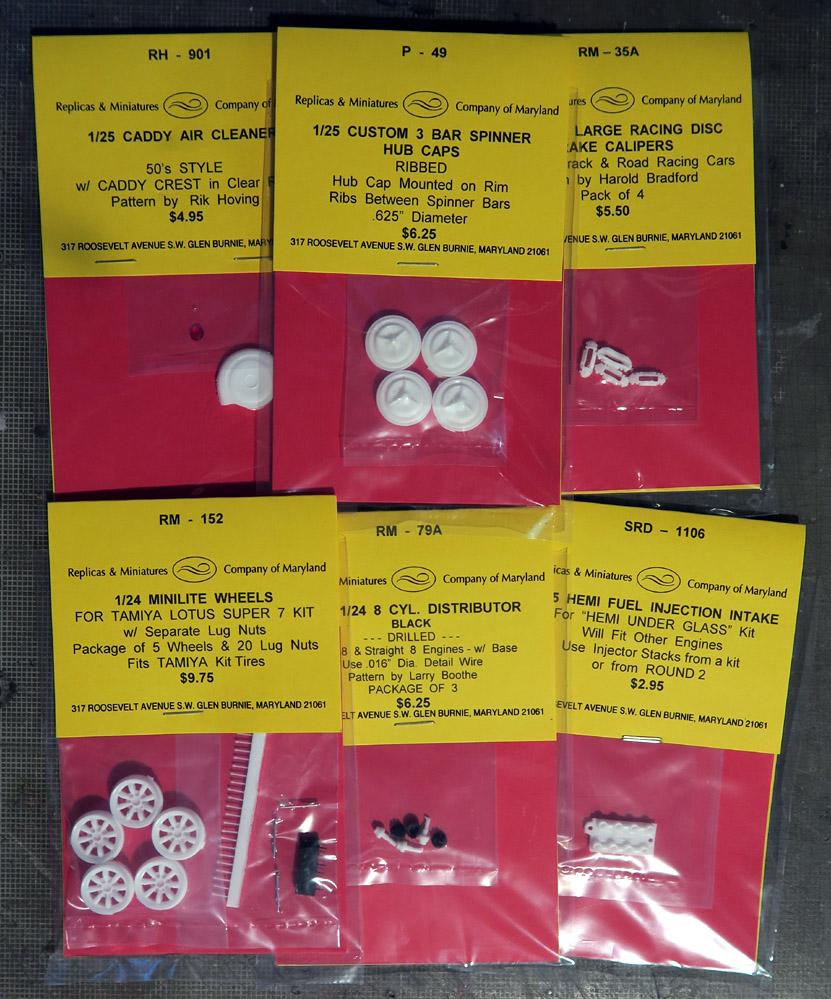 RH - 901
Replicas & Miniatures Company of
1/25 CADDY AIR CLEANER
50's STYLE
w/ CADDY CREST in Clear
Pattern by Rik Hoving
$4.95
317 ROOSEVELT AVENUE S.W. GLEN BURNIE, MARY
P - 49
Replicas & Miniatures Company of Maryland
1/25 CUSTOM 3 BAR SPINNER
HUB CAPS
RIBBED
Hub Cap Mounted on Rim
Ribs Between Spinner Bars
.625" Diameter
$6.25
317 ROOSEVELT AVENUE S.W. GLEN BURNIE, MARYLAND 21061
RM – 35A
ures Company of Maryland
LARGE RACING DISC
AKE CALIPERS
rack & Road Racing Cars
n by Harold Bradford
Pack of 4
$5.50
VENUE S.W. GLEN BURNIE, MARYLAND 21061
RM - 152
Replicas & Miniatures Company of Maryland
1/24 MINILITE WHEELS
FOR TAMIYA LOTUS SUPER 7 KIT
w/ Separate Lug Nuts
Package of 5 Wheels & 20 Lug Nuts
Fits TAMIYA Kit Tires
$9.75
317 ROOSEVELT AVENUE S.W. GLEN BURNIE, MARYLAND 21061
RM - 79A
Miniatures Company of Maryland
1/24 8 CYL. DISTRIBUTOR
BLACK
--- DRILLED ---
8 & Straight 8 Engines - w/ Base
Use .016" Dia. Detail Wire
Pattern by Larry Boothe
PACKAGE OF 3
$6.25
ELT AVENUE S.W. GLEN BURNIE, MARYLAND 21061
SRD – 1106
& Miniatures Company of Maryland
5 HEMI FUEL INJECTION INTAKE
For "HEMI UNDER GLASS" Kit
Will Fit Other Engines
Use Injector Stacks from a kit
or from ROUND 2
$2.95
SEVELT AVENUE S.W. GLEN BURNIE, MARYLAND 21061